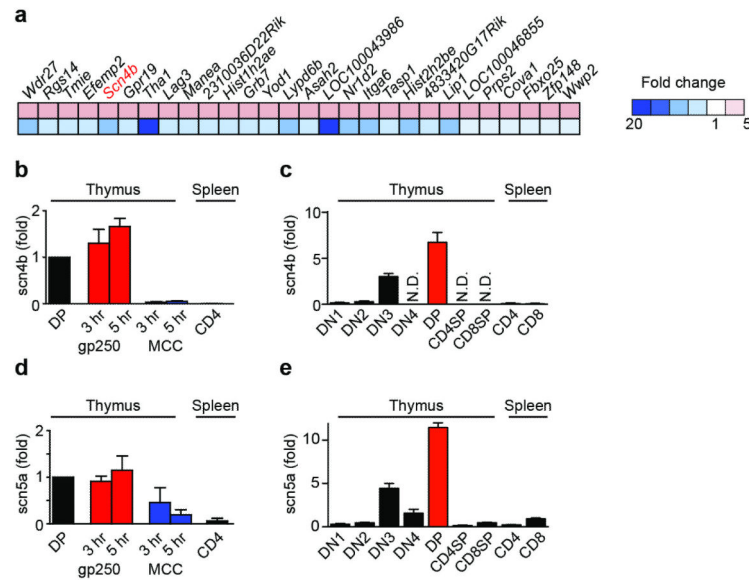 a
Wdr27 Rgs14 Tmie Efemp2 Scn4b Gpr19 Tha1 Lag3 Manea 2310036D22Rik Hist1h2ae Grb7 Yod1 Lypd6b Asah2 LOC100043986 Nr1d2 Itga6 Tasp1 Hist2h2be 4833420G17Rik Lip1 LOC100046855 Prps2 Cova1 Fbxo25 Zfp148 Wwp2
Fold change
20 1 5
b
Thymus Spleen
scn4b (fold)
2
1
0
DP 3 hr 5 hr 3 hr 5 hr CD4
gp250 MCC
c
Thymus Spleen
scn4b (fold)
10
5
0
N.D. N.D. N.D.
DN1 DN2 DN3 DN4 DP CD4SP CD8SP CD4 CD8
d
Thymus Spleen
scn5a (fold)
2
1
0
DP 3 hr 5 hr 3 hr 5 hr CD4
gp250 MCC
e
Thymus Spleen
scn5a (fold)
10
5
0
DN1 DN2 DN3 DN4 DP CD4SP CD8SP CD4 CD8